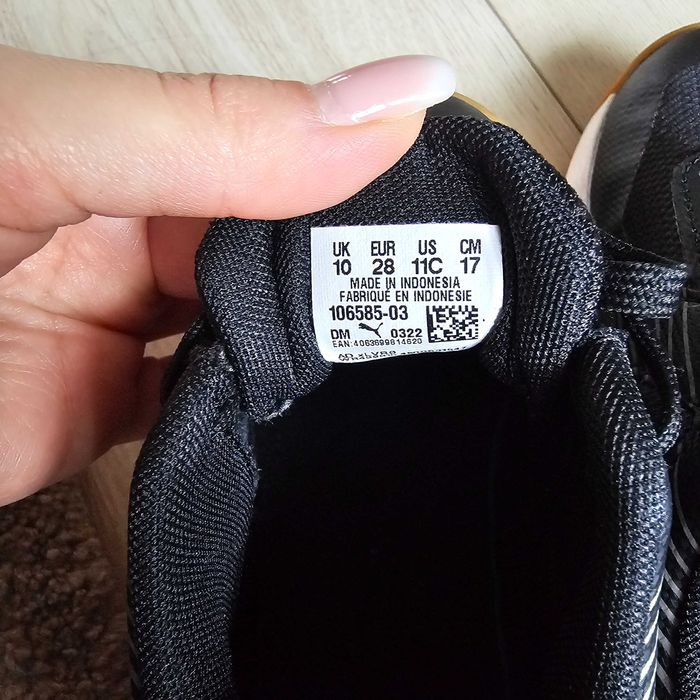 UK EUR US CM
10 28 11C 17
MADE IN INDONESIA
FABRIQUÉ EN INDONESIE
106585-03
DM 0322
EAN:4063699814620